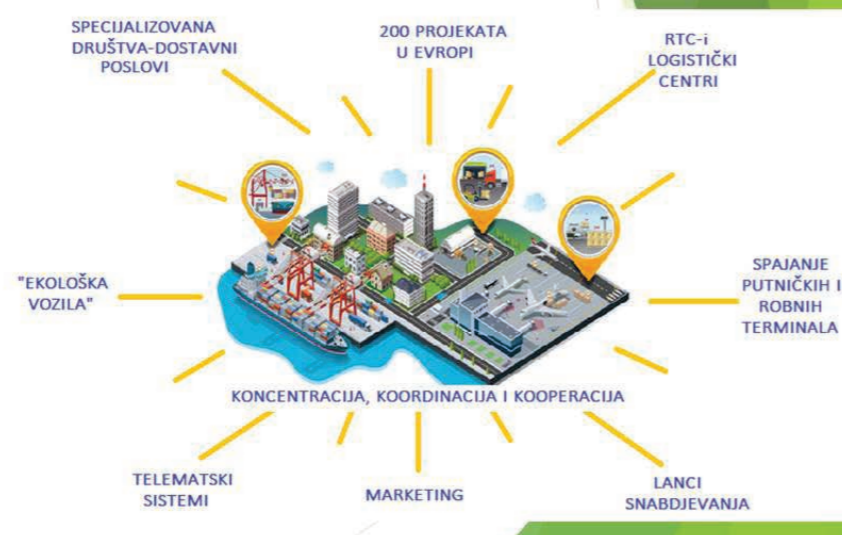 SPECIJALIZOVANA
DRUŠTVA-DOSTAVNI
POSLOVI
200 PROJEKATA
U EVROPI
RTC-i
LOGISTIČKI
CENTRI
"EKOLOŠKA
VOZILA"
SPAJANJE
PUTNIČKIH I
ROBNIH
TERMINALA
KONCENTRACIJA, KOORDINACIJA I KOOPERACIJA
TELEMATSKI
SISTEMI
MARKETING
LANCI
SNABDJEVANJA